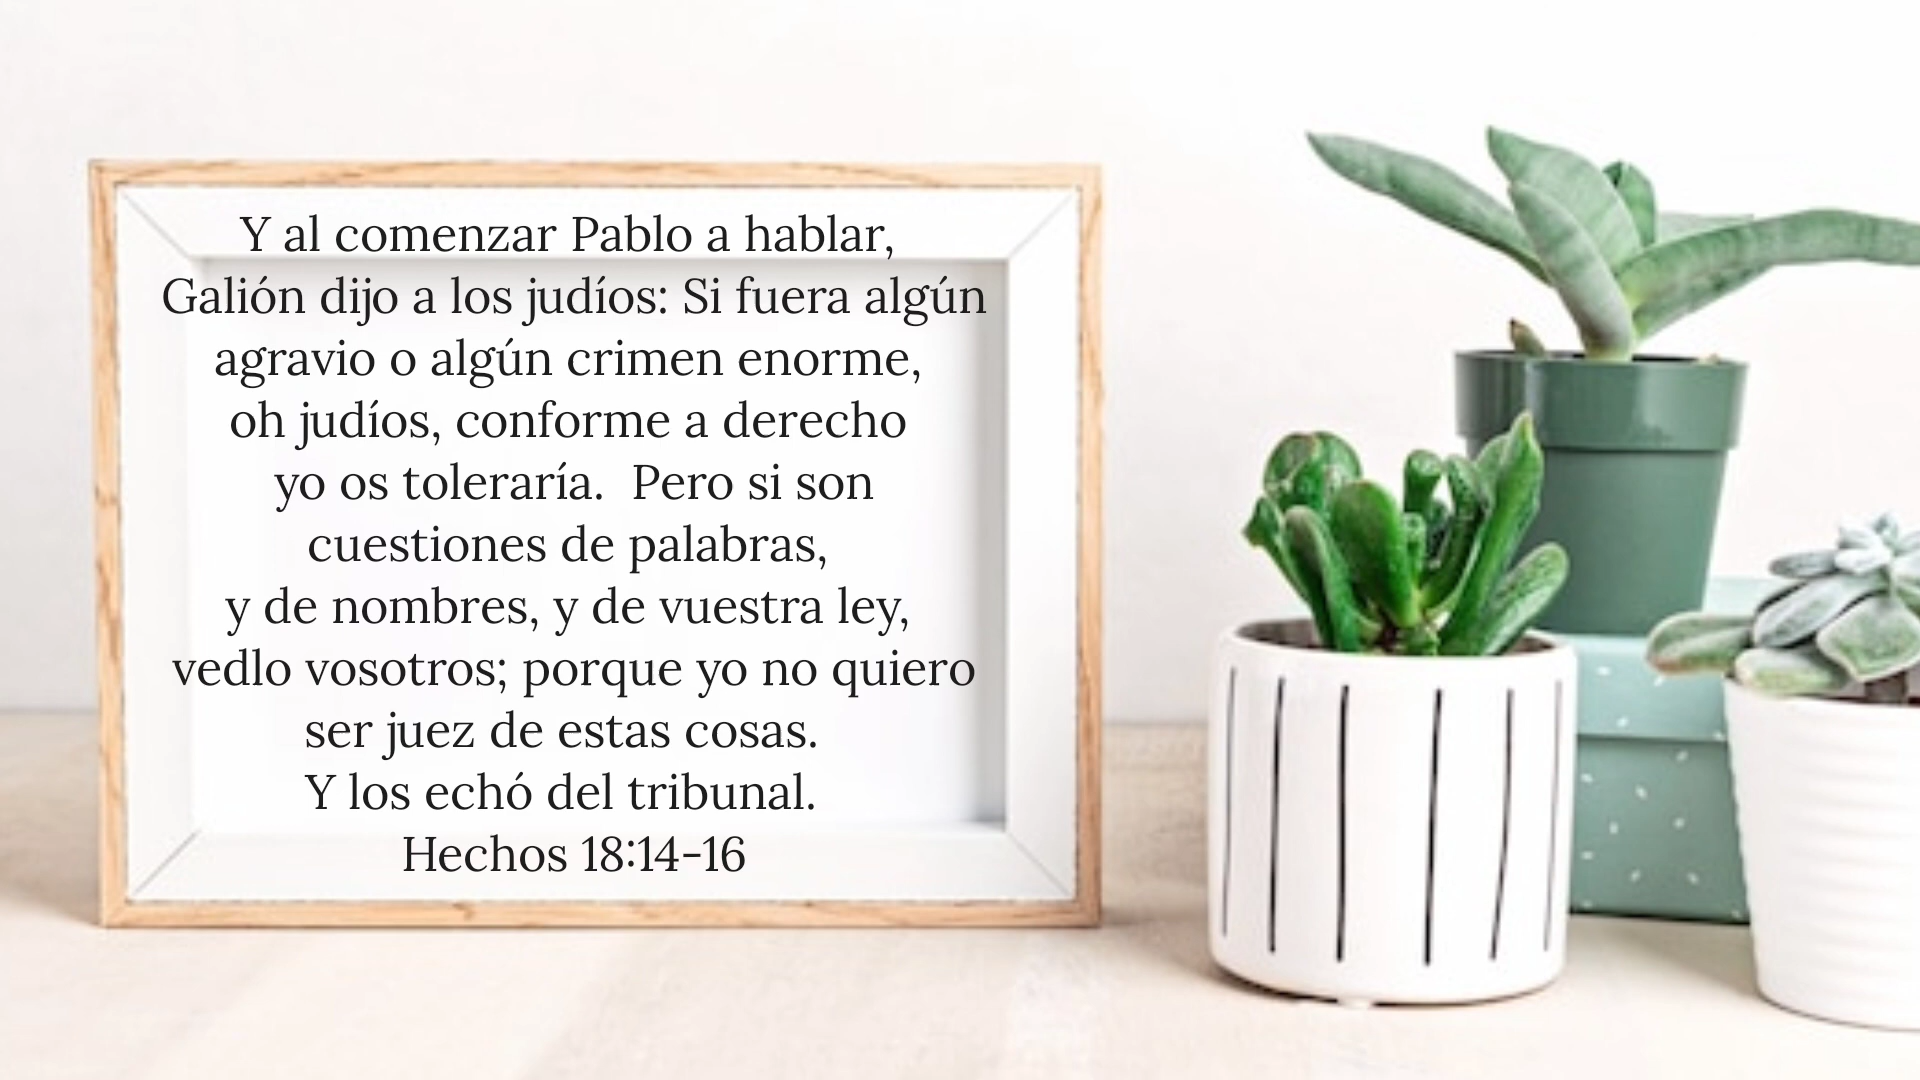 Y al comenzar Pablo a hablar,
Galión dijo a los judíos: Si fuera algún
agravio o algún crimen enorme,
oh judíos, conforme a derecho
yo os toleraría.  Pero si son
cuestiones de palabras,
y de nombres, y de vuestra ley,
vedlo vosotros; porque yo no quiero
ser juez de estas cosas.
Y los echó del tribunal.
Hechos 18:14-16